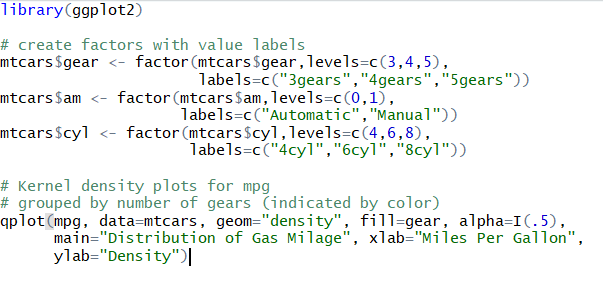 library(ggplot2)
# create factors with value labels
mtcars$gear <- factor(mtcars$gear,levels=c(3,4,5),
labels=c("3gears","4gears","5gears"))
mtcars$am <- factor(mtcars$am,levels=c(0,1),
labels=c("Automatic","Manual"))
mtcars$cyl <- factor(mtcars$cyl,levels=c(4,6,8),
labels=c("4cyl","6cyl","8cyl"))
# Kernel density plots for mpg
# grouped by number of gears (indicated by color)
qplot(mpg, data=mtcars, geom="density", fill=gear, alpha=I(.5),
main="Distribution of Gas Milage", xlab="Miles Per Gallon",
ylab="Density")